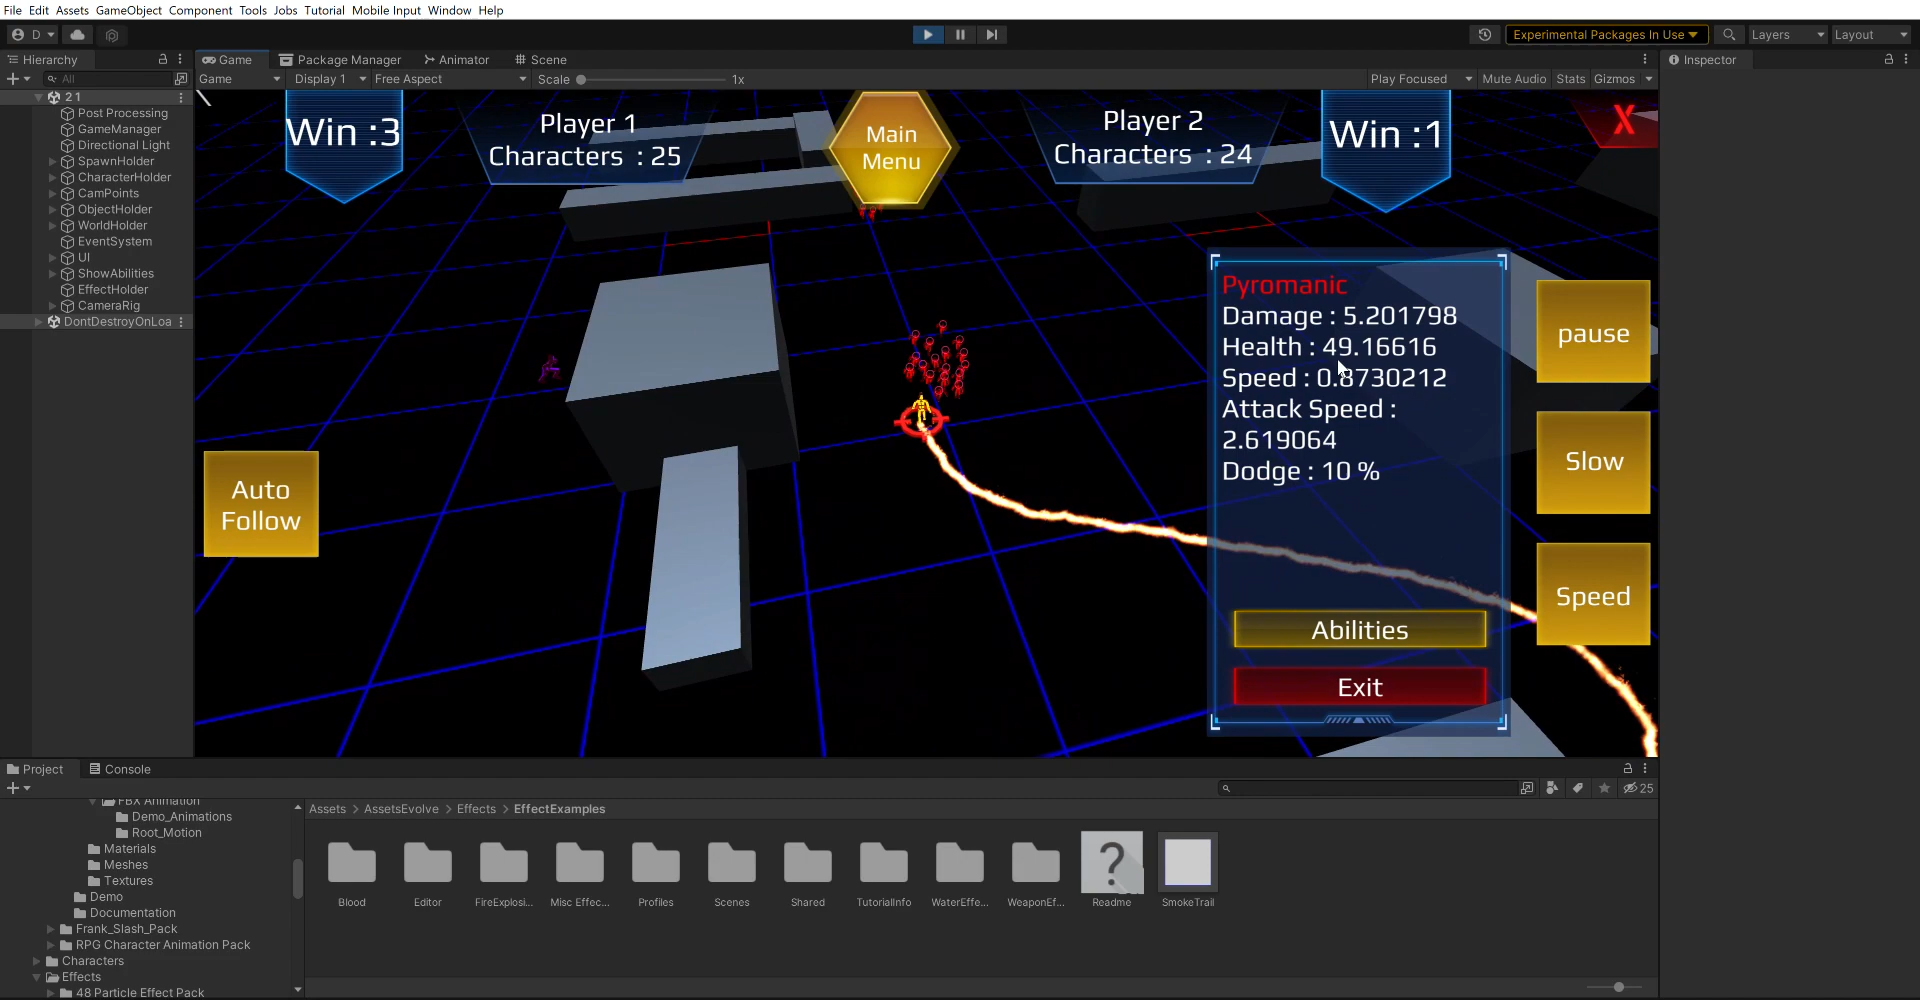 File Edit Assets GameObject Component Tools Jobs Tutorial Mobile Input Window Help
D
Experimental Packages In Use
Layers
Layout
Hierarchy
Game
Package Manager
Animator
Scene
Inspector
All
Game
Display 1
Free Aspect
Scale
1x
Play Focused
Mute Audio
Stats
Gizmos
2 1
Post Processing
GameManager
Directional Light
SpawnHolder
CharacterHolder
CamPoints
ObjectHolder
WorldHolder
EventSystem
UI
ShowAbilities
EffectHolder
CameraRig
DontDestroyOnLoa
Win :3
Player 1
Characters : 25
Main
Menu
Player 2
Characters : 24
Win :1
X
Pyromanic
Damage : 5.201798
Health : 49.16616
Speed : 0.8730212
Attack Speed :
2.619064
Dodge : 10 %
Abilities
Exit
pause
Slow
Speed
Auto
Follow
Project
Console
25
FBX Animation
Demo_Animations
Root_Motion
Materials
Meshes
Textures
Demo
Documentation
Frank_Slash_Pack
RPG Character Animation Pack
Characters
Effects
48 Particle Effect Pack
Assets > AssetsEvolve > Effects > EffectExamples
Blood
Editor
FireExplosi...
Misc Effec...
Profiles
Scenes
Shared
TutorialInfo
WaterEffe...
WeaponEf...
Readme
SmokeTrail